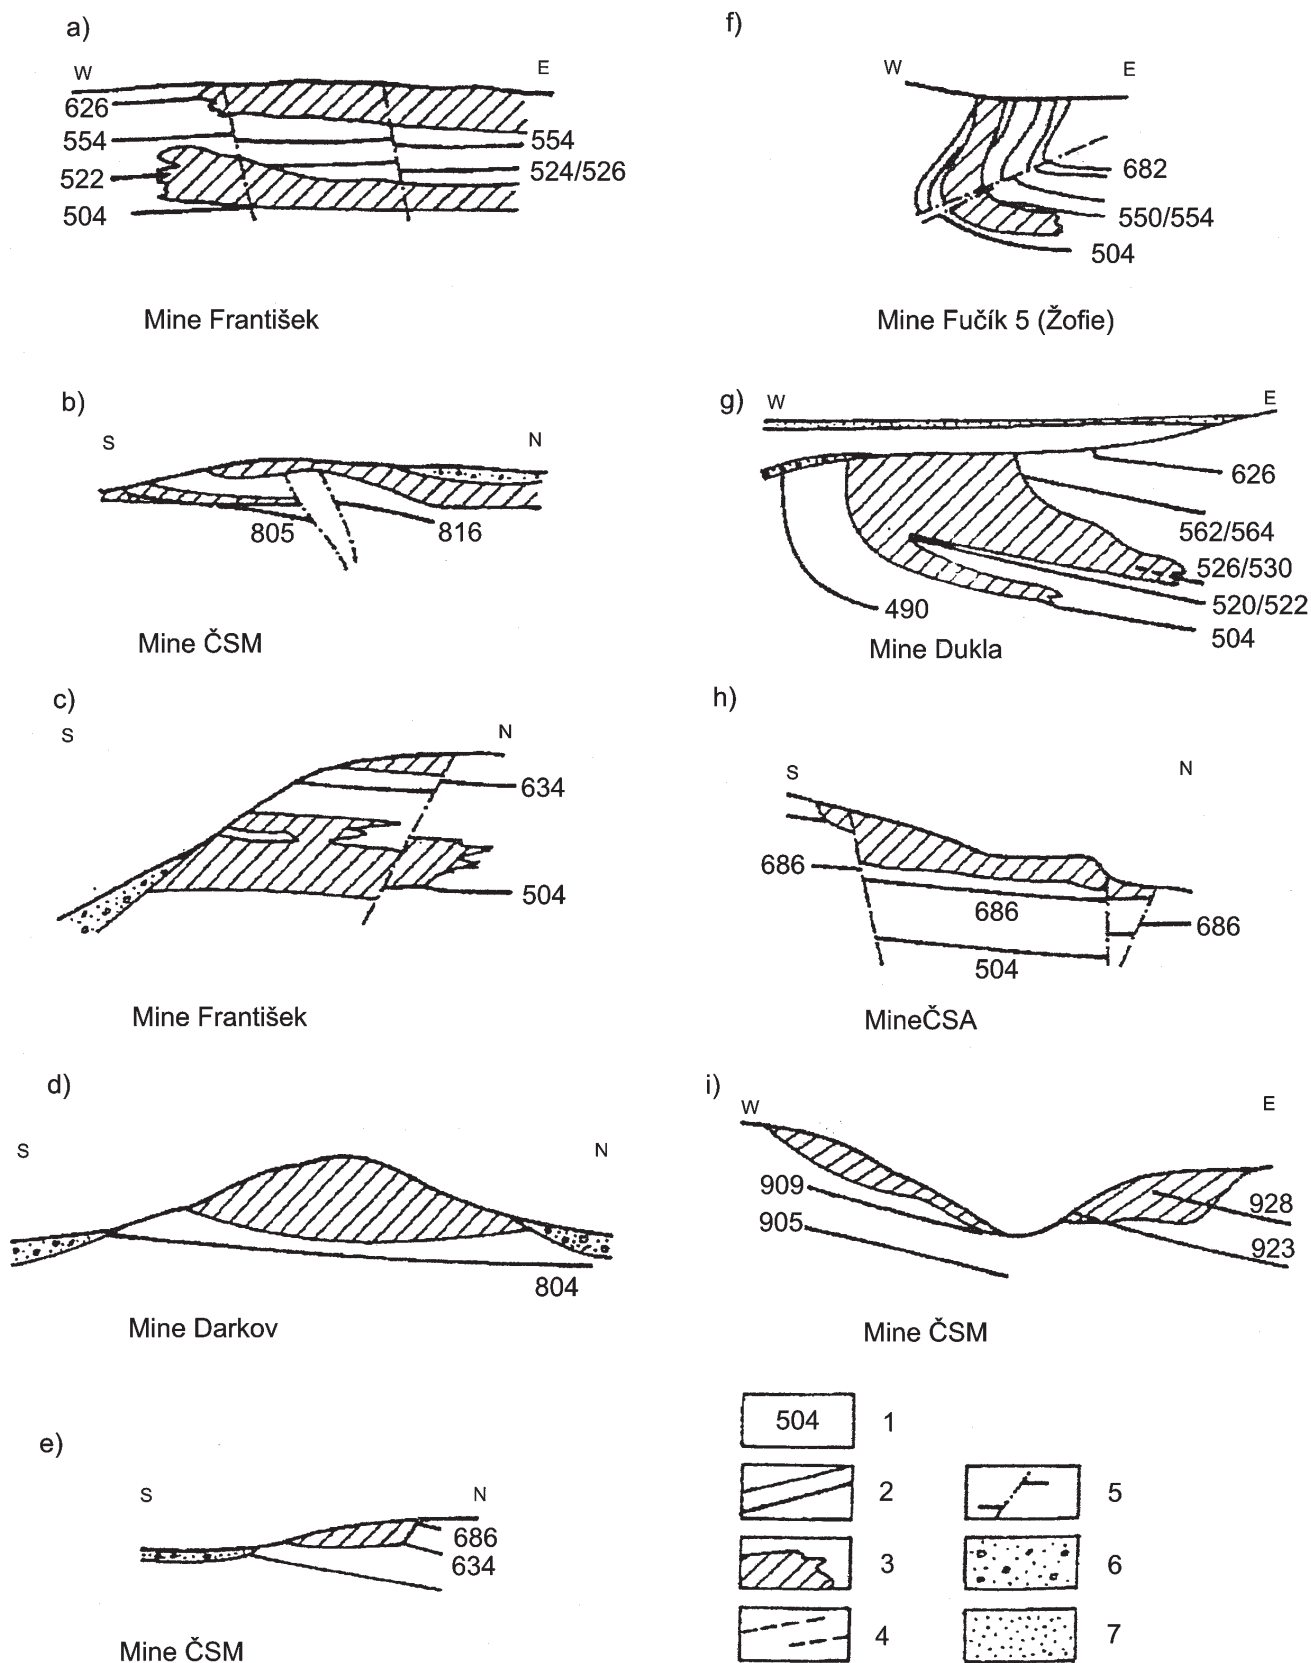 a)
W E
626
554 554
522 524/526
504
Mine František
b)
S N
805 816
Mine ČSM
c)
S N
634
504
Mine František
d)
S N
804
Mine Darkov
e)
S N
686
634
Mine ČSM
f)
W E
682
550/554
504
Mine Fučík 5 (Žofie)
g)
W E
626
562/564
526/530
520/522
490 504
Mine Dukla
h)
S N
686 686 686
504
MineČSA
i)
W E
909 928
905 923
Mine ČSM
504 1
2 5
3 6
4 7